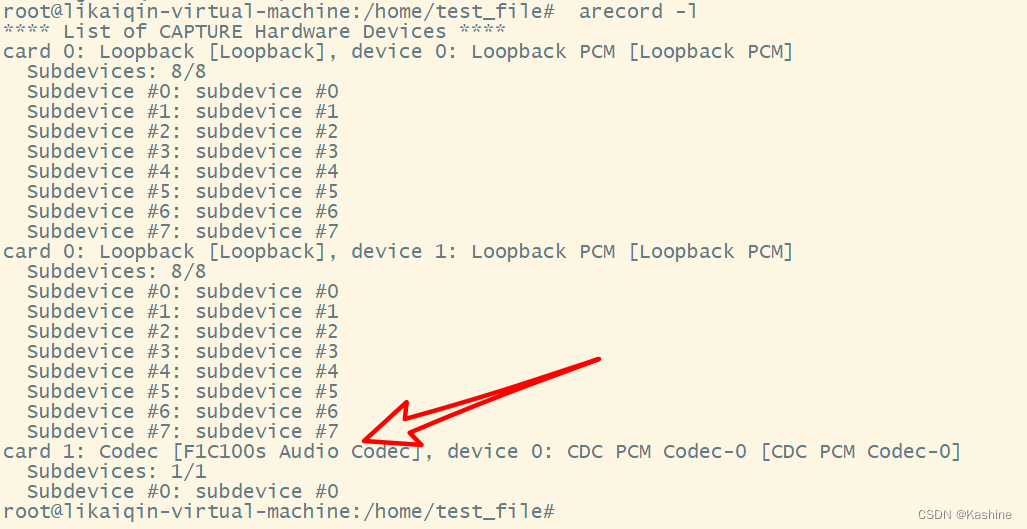 root@likaiqin-virtual-machine:/home/test_file#  arecord -l
**** List of CAPTURE Hardware Devices ****
card 0: Loopback [Loopback], device 0: Loopback PCM [Loopback PCM]
  Subdevices: 8/8
  Subdevice #0: subdevice #0
  Subdevice #1: subdevice #1
  Subdevice #2: subdevice #2
  Subdevice #3: subdevice #3
  Subdevice #4: subdevice #4
  Subdevice #5: subdevice #5
  Subdevice #6: subdevice #6
  Subdevice #7: subdevice #7
card 0: Loopback [Loopback], device 1: Loopback PCM [Loopback PCM]
  Subdevices: 8/8
  Subdevice #0: subdevice #0
  Subdevice #1: subdevice #1
  Subdevice #2: subdevice #2
  Subdevice #3: subdevice #3
  Subdevice #4: subdevice #4
  Subdevice #5: subdevice #5
  Subdevice #6: subdevice #6
  Subdevice #7: subdevice #7
card 1: Codec [F1C100s Audio Codec], device 0: CDC PCM Codec-0 [CDC PCM Codec-0]
  Subdevices: 1/1
  Subdevice #0: subdevice #0
root@likaiqin-virtual-machine:/home/test_file#
CSDN @Kashine